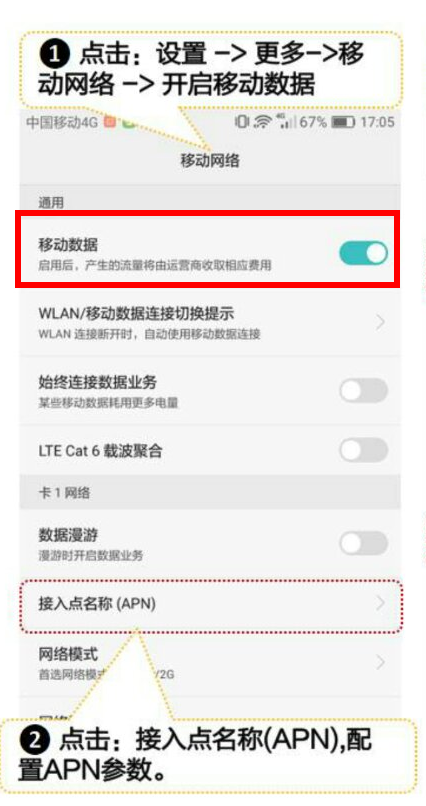 ❶ 点击：设置 −> 更多−>移
动网络 −> 开启移动数据
中国移动4G 4G 67% 17:05
移动网络
通用
移动数据
启用后，产生的流量将由运营商收取相应费用
WLAN/移动数据连接切换提示
WLAN 连接断开时，自动使用移动数据连接
始终连接数据业务
某些移动数据耗用更多电量
LTE Cat 6 载波聚合
卡 1 网络
数据漫游
漫游时开启数据业务
接入点名称 (APN)
网络模式
首选网络模 /2G
❷ 点击：接入点名称(APN),配
置APN参数。